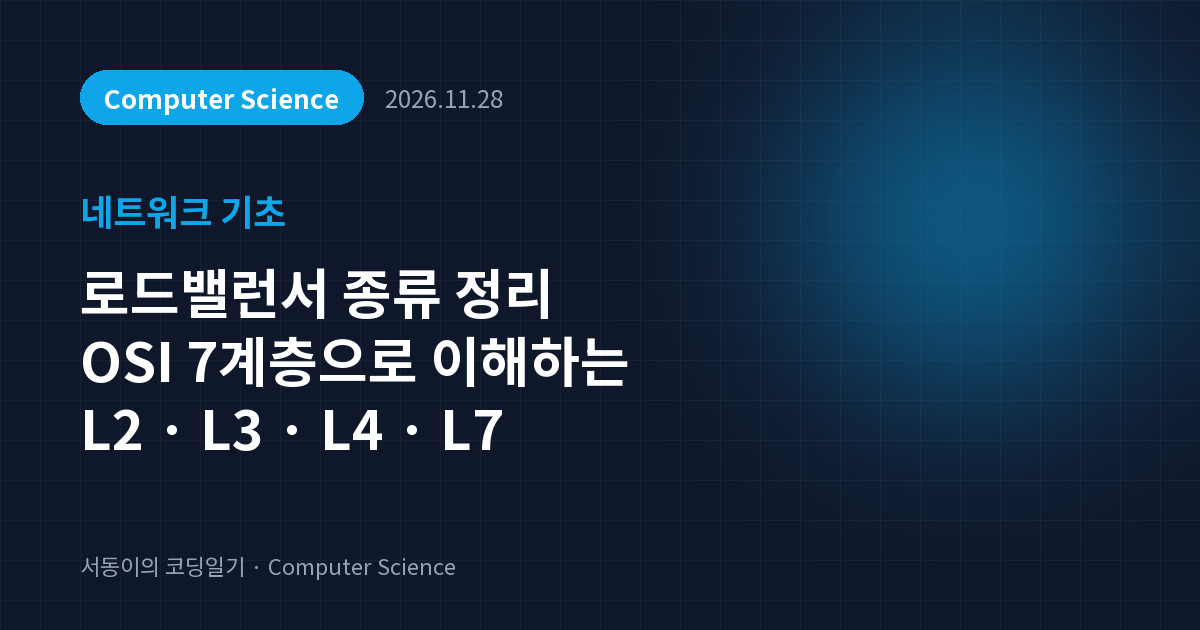 Computer Science 2026.11.28
네트워크 기초
로드밸런서 종류 정리
OSI 7계층으로 이해하는
L2 · L3 · L4 · L7
서동이의 코딩일기 · Computer Science